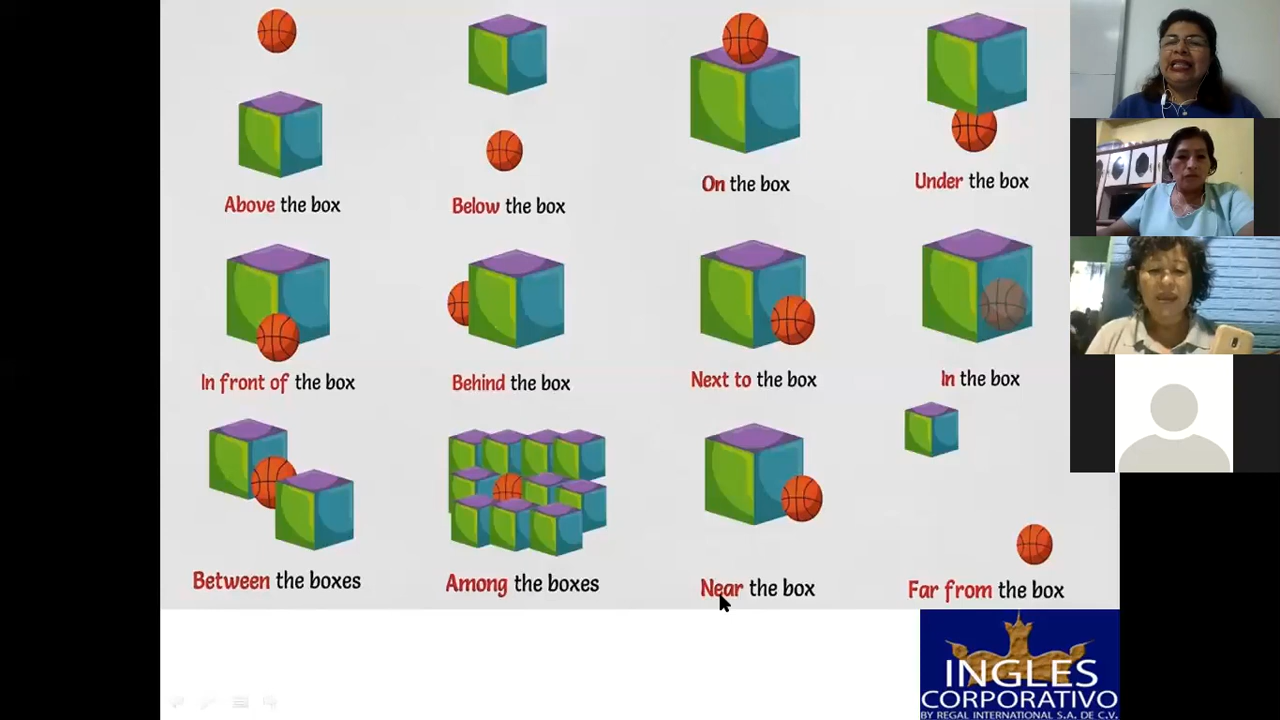 Above the box
Below the box
On the box
Under the box
In front of the box
Behind the box
Next to the box
In the box
Between the boxes
Among the boxes
Near the box
Far from the box
INGLES
CORPORATIVO
BY REGAL INTERNATIONAL S.A. DE C.V.